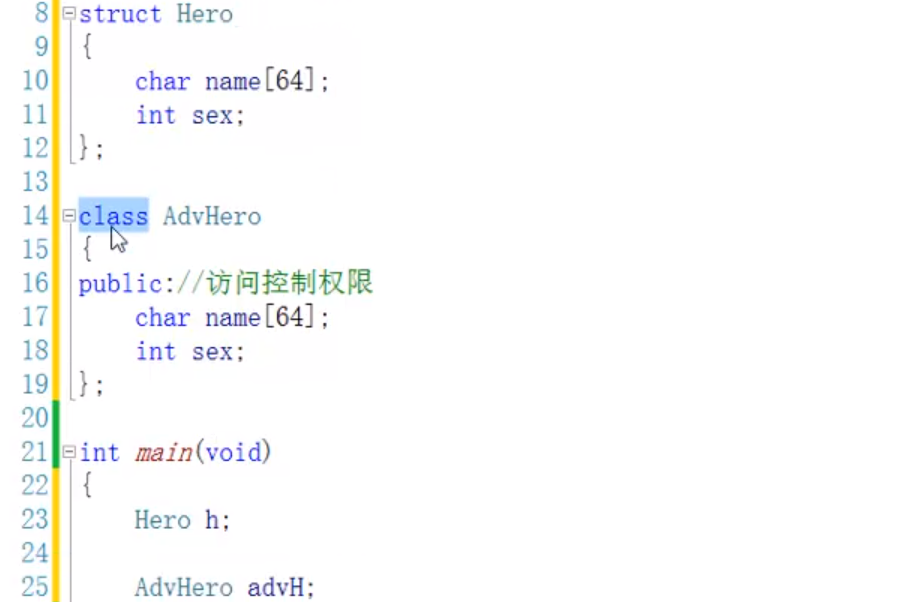 8 struct Hero
9 {
10 char name[64];
11 int sex;
12 };
13
14 class AdvHero
15 {
16 public://访问控制权限
17 char name[64];
18 int sex;
19 };
20
21 int main(void)
22 {
23 Hero h;
24
25 AdvHero advH;